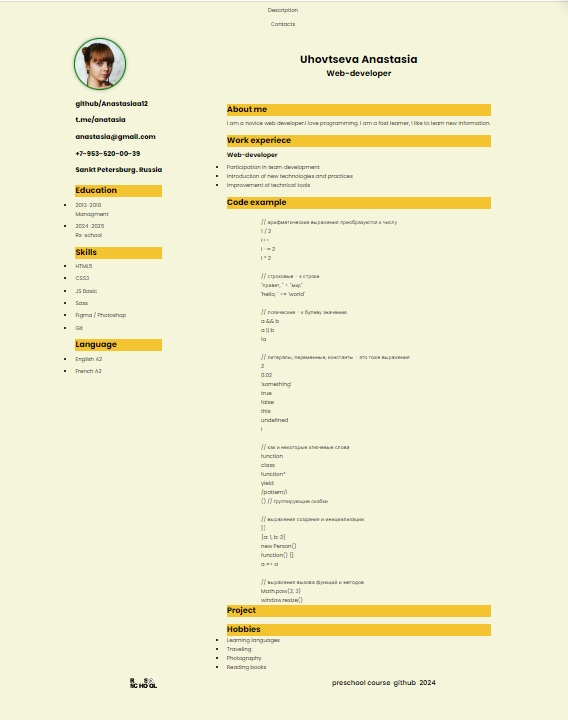 Description
Contacts
Uhovtseva Anastasia
Web-developer
github/Anastasiaa12
t.me/anatasia
anastasia@gmail.com
+7-953-520-00-39
Sankt Petersburg. Russia
Education
2013-2018
Managment
2024-2025
Rs-school
Skills
HTML5
CSS3
JS Basic
Sass
Figma / Photoshop
Git
Language
English A2
French A2
About me
I am a novice web developer.I love programming. I am a fast learner, I like to learn new information.
Work experiece
Web-developer
Participation in team development
Introduction of new technologies and practices
Improvement of technical tools
Code example
// арифметические выражения преобразуются к числу
1 / 2
i++
i -= 2
i * 2
// строковые - к строке
"привет, " + "мир"
'hello, ' += 'world'
// логические - к булеву значению
a && b
a || b
!a
// литералы, переменные, константы - это тоже выражения
2
0.02
'something'
true
false
this
undefined
i
// как и некоторые ключевые слова
function
class
function*
yield
/pattern/i
() // группирующие скобки
// выражения создания и инициализации
[]
{a: 1, b: 2}
new Person()
function() {}
a => a
// выражения вызова функций и методов
Math.pow(2, 3)
window.resize()
Project
Hobbies
Learning languages
Traveling
Photography
Reading books
RS
SCHOOL
preschool course github 2024